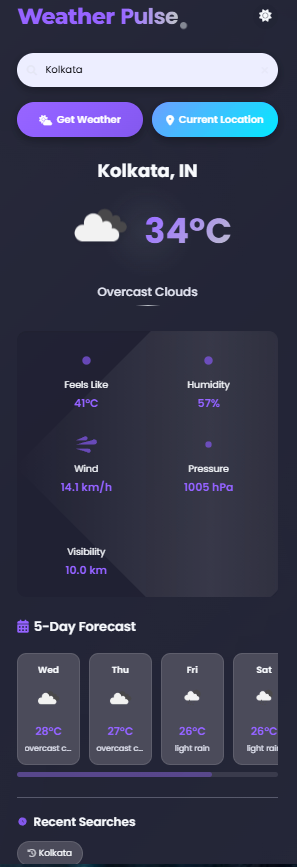 Weather Pulse
Kolkata
Get Weather
Current Location
Kolkata, IN
34°C
Overcast Clouds
Feels Like
41°C
Humidity
57%
Wind
14.1 km/h
Pressure
1005 hPa
Visibility
10.0 km
5-Day Forecast
Wed
28°C
overcast c...
Thu
27°C
overcast c...
Fri
26°C
light rain
Sat
26°C
light rain
Recent Searches
Kolkata